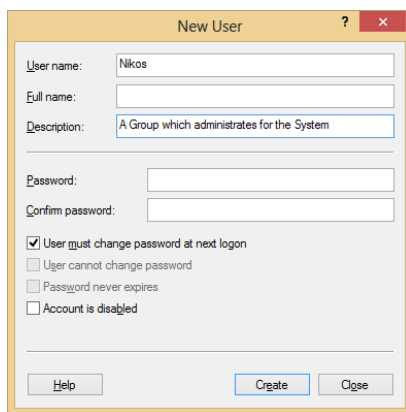 New User
?
×
User name: Nikos
Full name:
Description: A Group which administrates for the System
Password:
Confirm password:
User must change password at next logon
User cannot change password
Password never expires
Account is disabled
Help Create Close